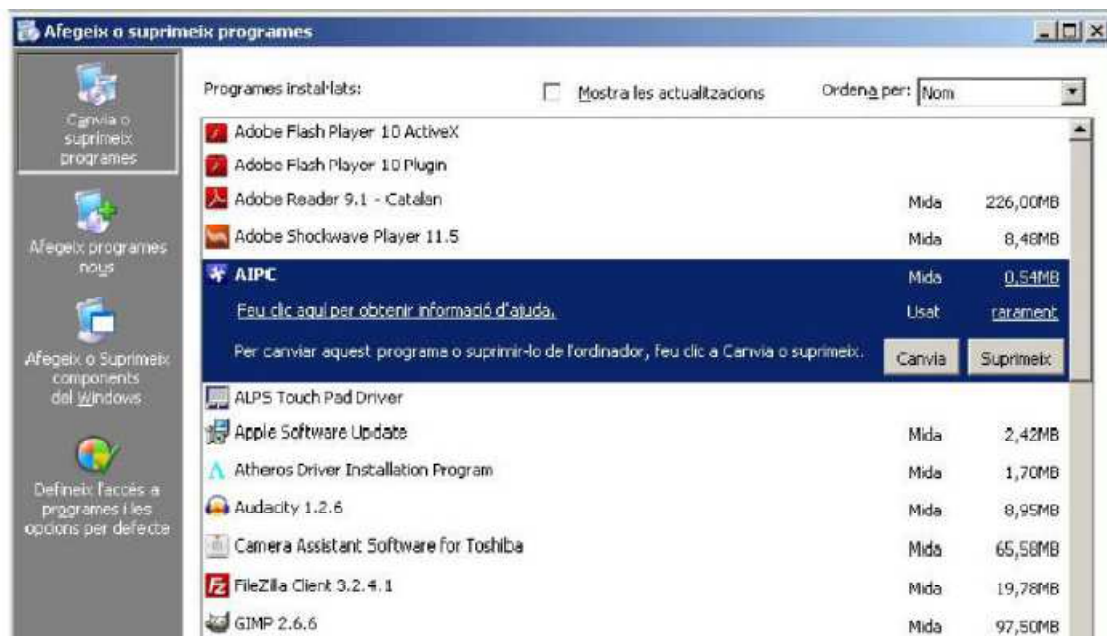 Afegeix o suprimeix programes
Canvia o
suprimeix
programes
Afegeix programes
nous
Afegeix o Suprimeix
components
del Windows
Defineix l'accés a
programes i les
opcions per defecte
Programes instal·lats:
Mostra les actualitzacions
Ordena per: Nom
Adobe Flash Player 10 ActiveX
Adobe Flash Player 10 Plugin
Adobe Reader 9.1 - Catalan Mida 226,00MB
Adobe Shockwave Player 11.5 Mida 8,48MB
AIPC Mida 0,54MB
Feu clic aquí per obtenir informació d'ajuda. Usat rarament
Per canviar aquest programa o suprimir-lo de l'ordinador, feu clic a Canvia o suprimeix. Canvia Suprimeix
ALPS Touch Pad Driver
Apple Software Update Mida 2,42MB
Atheros Driver Installation Program Mida 1,70MB
Audacity 1.2.6 Mida 8,95MB
Camera Assistant Software for Toshiba Mida 65,58MB
FileZilla Client 3.2.4.1 Mida 19,78MB
GIMP 2.6.6 Mida 97,50MB